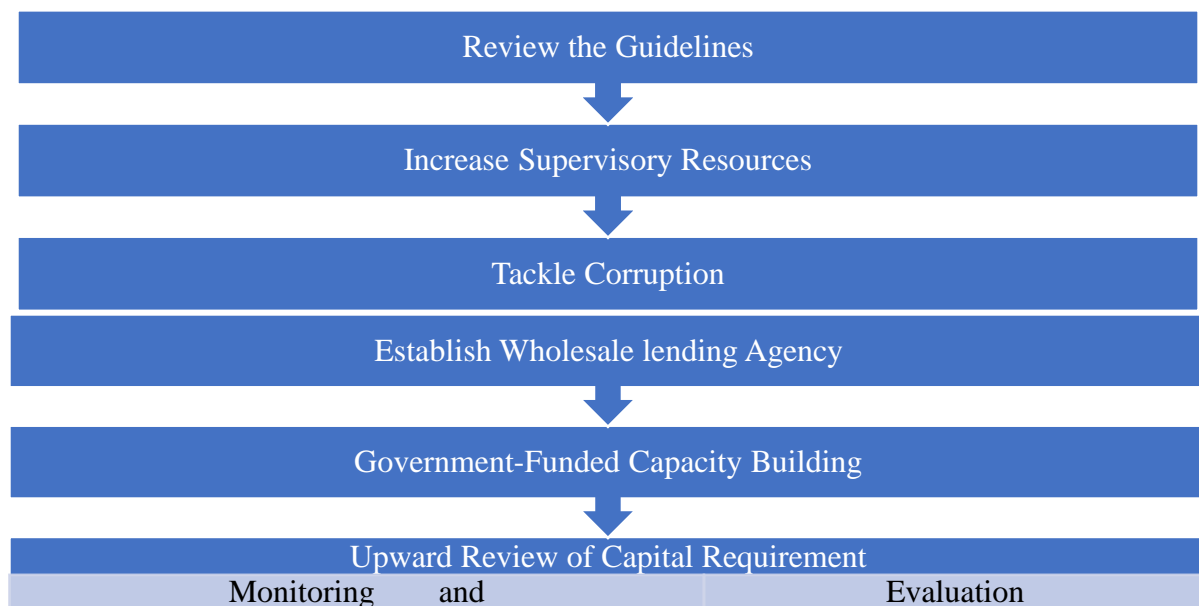 Review the Guidelines
Increase Supervisory Resources
Tackle Corruption
Establish Wholesale lending Agency
Government-Funded Capacity Building
Upward Review of Capital Requirement
Monitoring and Evaluation